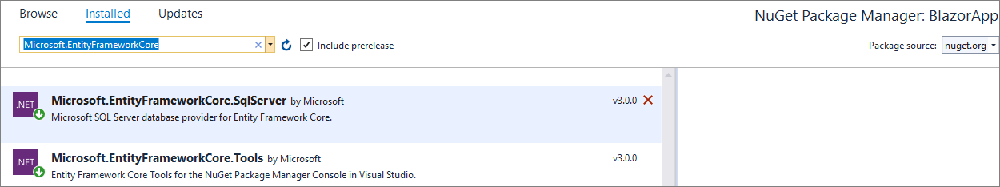 Browse Installed Updates
NuGet Package Manager: BlazorApp
Microsoft.EntityFrameworkCore
Include prerelease
Package source: nuget.org
.NET
Microsoft.EntityFrameworkCore.SqlServer by Microsoft
v3.0.0
Microsoft SQL Server database provider for Entity Framework Core.
.NET
Microsoft.EntityFrameworkCore.Tools by Microsoft
v3.0.0
Entity Framework Core Tools for the NuGet Package Manager Console in Visual Studio.